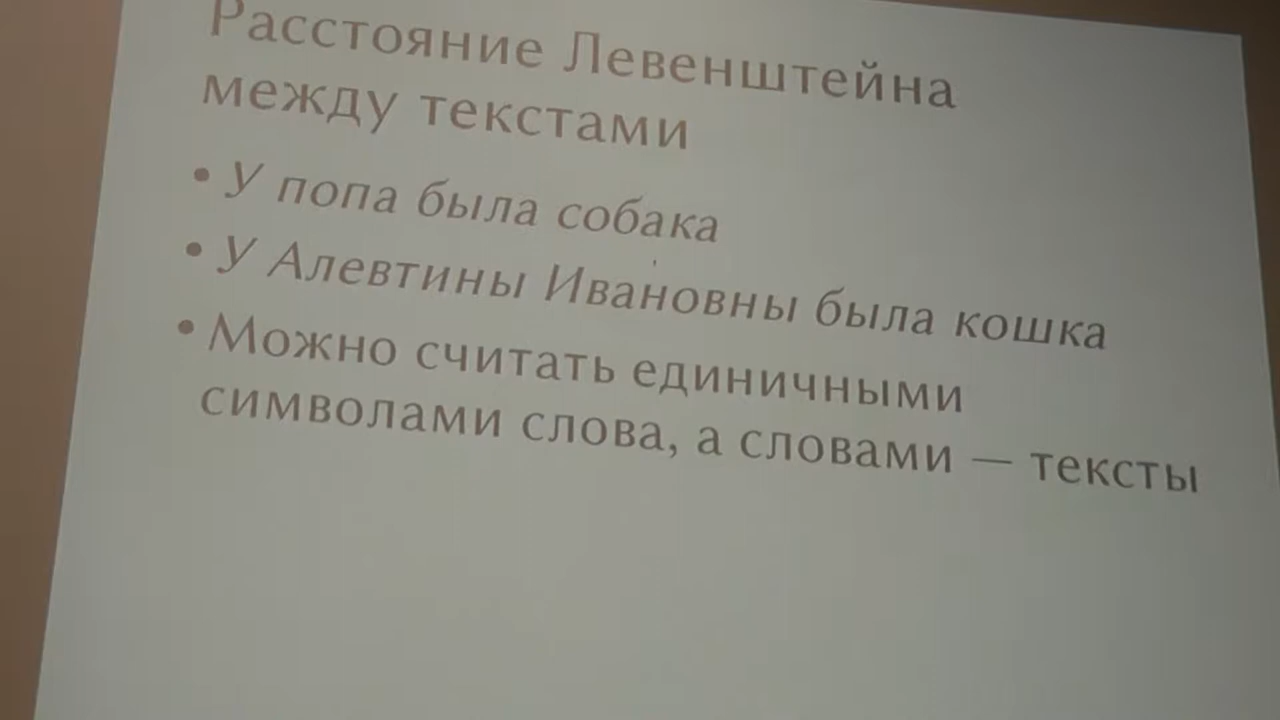 Расстояние Левенштейна
между текстами
• У попа была собака
• У Алевтины Ивановны была кошка
• Можно считать единичными
символами слова, а словами — тексты